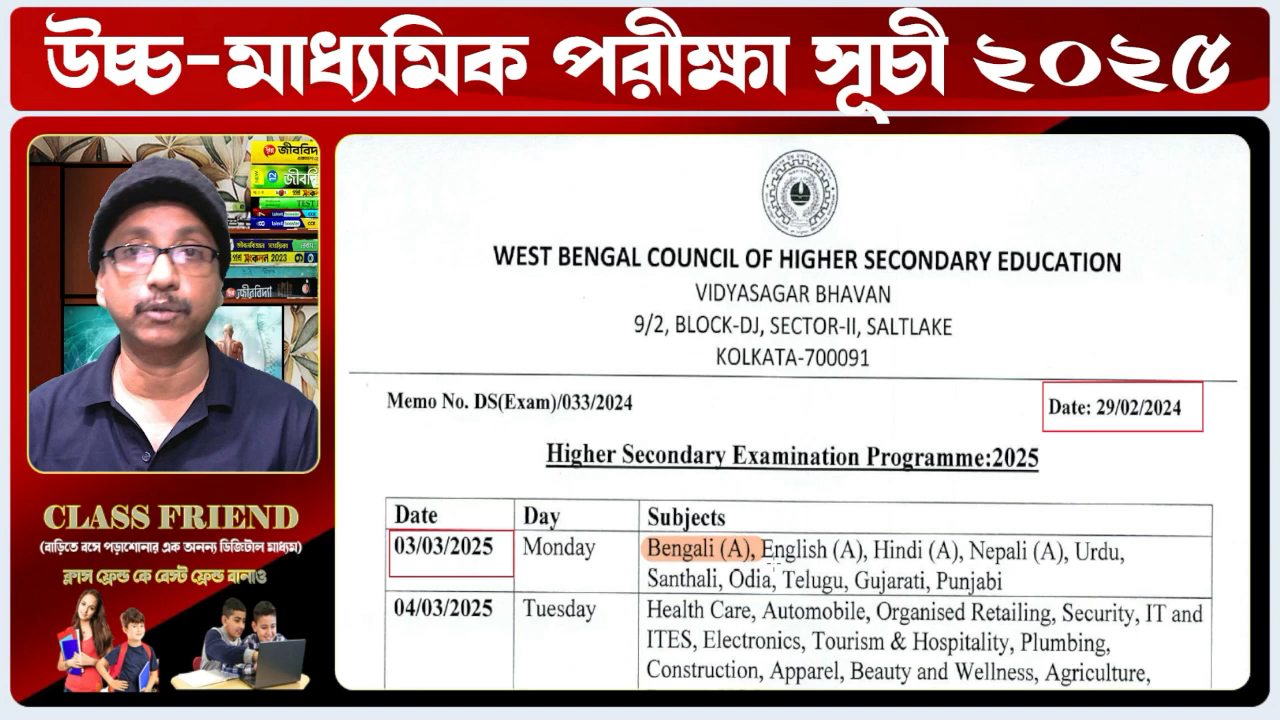 উচ্চ-মাধ্যমিক পরীক্ষা সূচী ২০২৫
জীববিদ
জীববি
TEST
সংকলন 2023
WEST BENGAL COUNCIL OF HIGHER SECONDARY EDUCATION
VIDYASAGAR BHAVAN
9/2, BLOCK-DJ, SECTOR-II, SALTLAKE
KOLKATA-700091
Memo No. DS(Exam)/033/2024
Date: 29/02/2024
Higher Secondary Examination Programme:2025
Date Day Subjects
03/03/2025 Monday Bengali (A), English (A), Hindi (A), Nepali (A), Urdu,
Santhali, Odia, Telugu, Gujarati, Punjabi
04/03/2025 Tuesday Health Care, Automobile, Organised Retailing, Security, IT and
ITES, Electronics, Tourism & Hospitality, Plumbing,
Construction, Apparel, Beauty and Wellness, Agriculture,
CLASS FRIEND
(বাড়িতে বসে পড়াশোনার এক অনন্য ডিজিটাল মাধ্যম)
ক্লাস ফ্রেন্ড কে বেস্ট ফ্রেন্ড বানাও